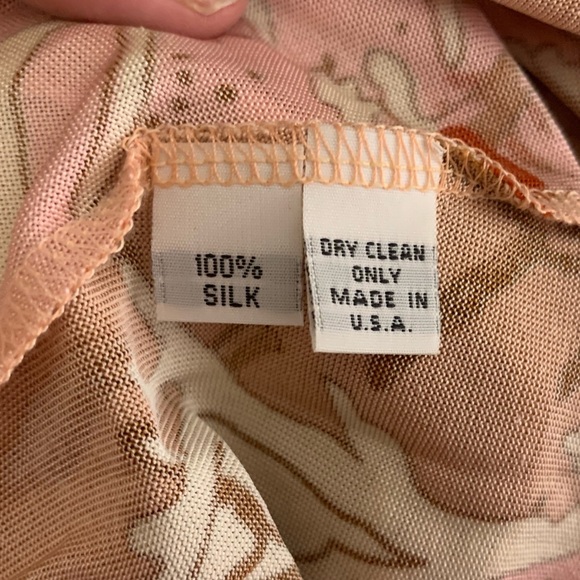 100%
SILK
DRY CLEAN
ONLY
MADE IN
U.S.A.